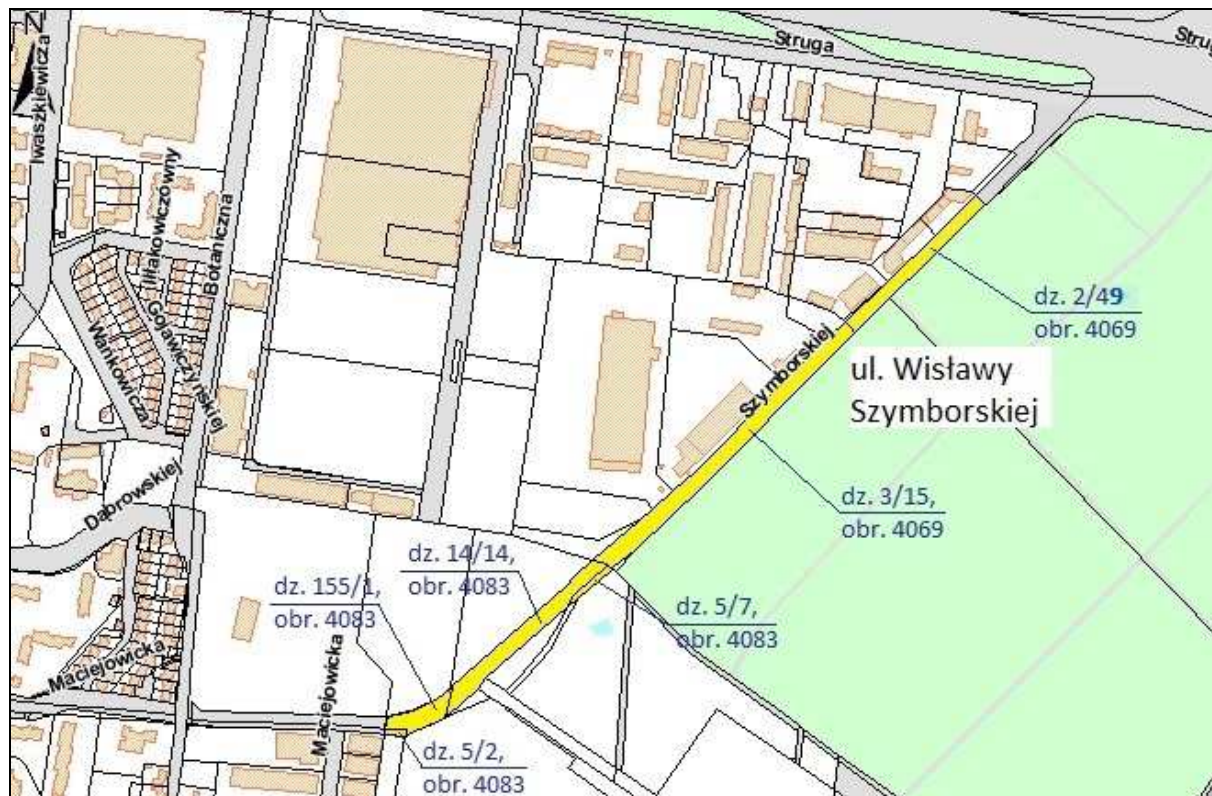 N
Struga
Strug
Iwaszkiewicza
Iłłakowiczówny
Botaniczna
Gojawiczyńskiej
Wańkowicza
dz. 2/49
obr. 4069
ul. Wisławy
Szymborskiej
Szymborskiej
dz. 3/15,
obr. 4069
Dąbrowskiej
dz. 14/14,
obr. 4083
dz. 155/1,
obr. 4083
dz. 5/7,
obr. 4083
Maciejowicka
Maciejowicka
dz. 5/2,
obr. 4083